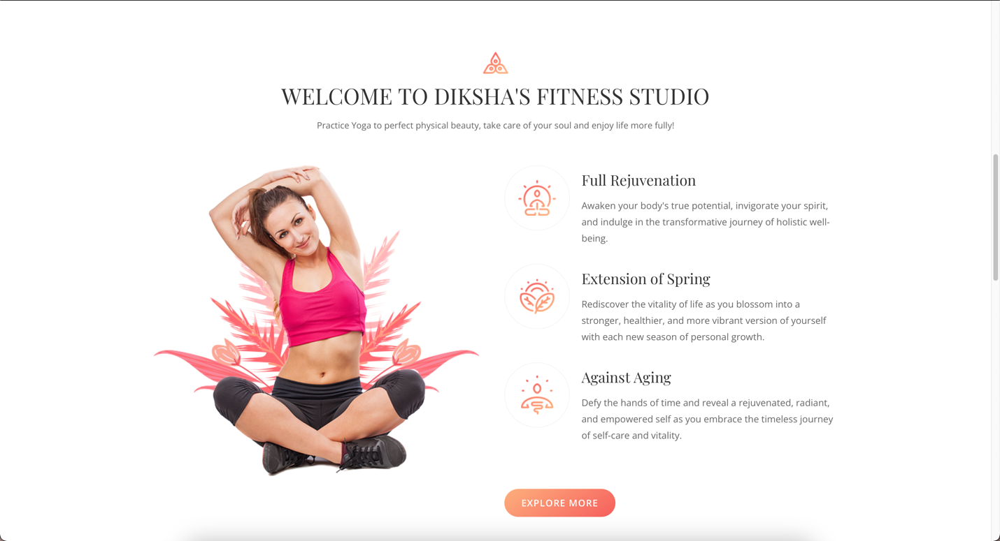 WELCOME TO DIKSHA'S FITNESS STUDIO
Practice Yoga to perfect physical beauty, take care of your soul and enjoy life more fully!
Full Rejuvenation
Awaken your body's true potential, invigorate your spirit,
and indulge in the transformative journey of holistic well-
being.
Extension of Spring
Rediscover the vitality of life as you blossom into a
stronger, healthier, and more vibrant version of yourself
with each new season of personal growth.
Against Aging
Defy the hands of time and reveal a rejuvenated, radiant,
and empowered self as you embrace the timeless journey
of self-care and vitality.
EXPLORE MORE